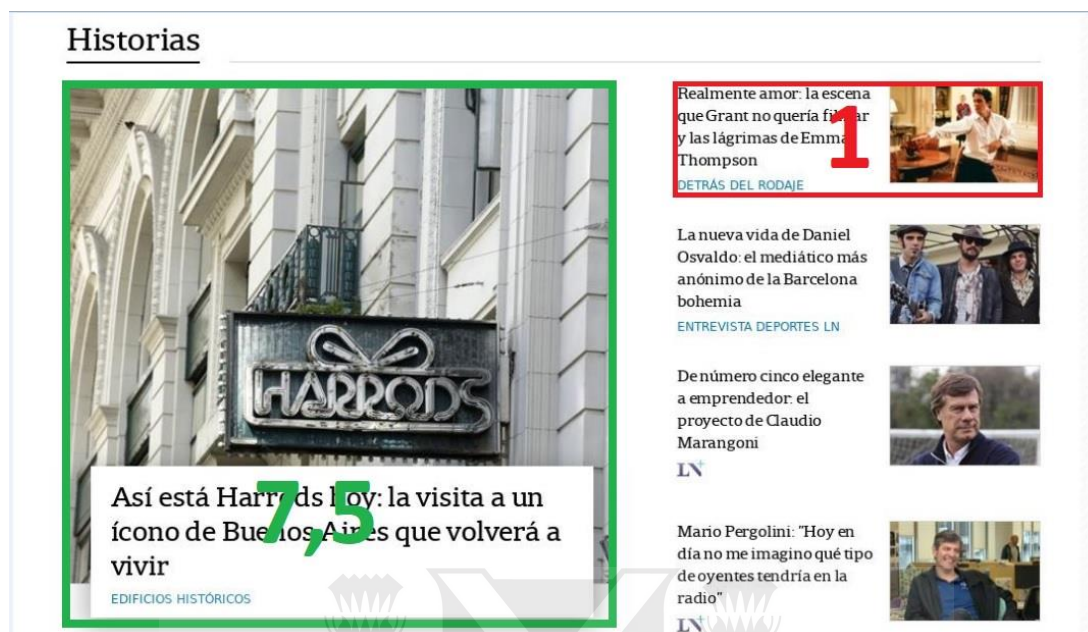 Historias
HARRODS
7,5
Así está Harrods hoy: la visita a un
ícono de Buenos Aires que volverá a
vivir
EDIFICIOS HISTÓRICOS
1
Realmente amor: la escena
que Grant no quería filmar
y las lágrimas de Emma
Thompson
DETRÁS DEL RODAJE
La nueva vida de Daniel
Osvaldo: el mediático más
anónimo de la Barcelona
bohemia
ENTREVISTA DEPORTES LN
De número cinco elegante
a emprendedor: el
proyecto de Claudio
Marangoni
LN+
Mario Pergolini: "Hoy en
día no me imagino qué tipo
de oyentes tendría en la
radio"
LN+